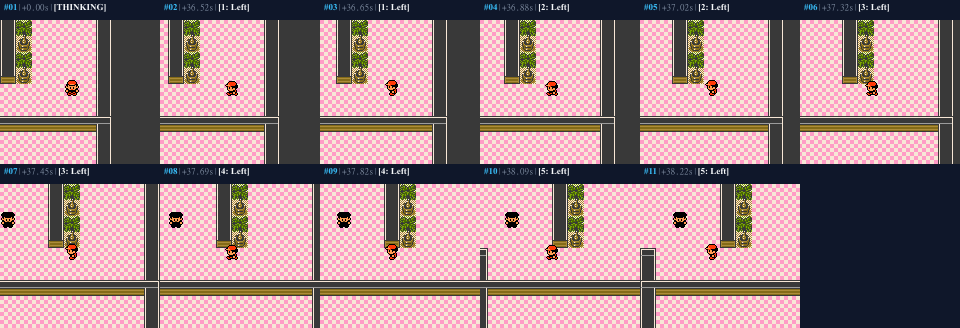 #01 | +0.00s | [THINKING]
#02 | +36.52s | [1: Left]
#03 | +36.65s | [1: Left]
#04 | +36.88s | [2: Left]
#05 | +37.02s | [2: Left]
#06 | +37.32s | [3: Left]
#07 | +37.45s | [3: Left]
#08 | +37.69s | [4: Left]
#09 | +37.82s | [4: Left]
#10 | +38.09s | [5: Left]
#11 | +38.22s | [5: Left]